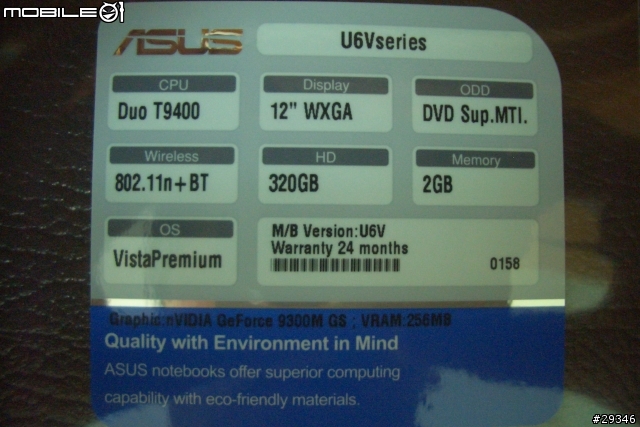 MOBILE01
ASUS
U6Vseries
CPU
Duo T9400
Display
12" WXGA
ODD
DVD Sup.MTI.
Wireless
802.11n+BT
HD
320GB
Memory
2GB
OS
VistaPremium
M/B Version:U6V
Warranty 24 months
0158
Graphic:nVIDIA GeForce 9300M GS ; VRAM:256MB
Quality with Environment in Mind
ASUS notebooks offer superior computing
capability with eco-friendly materials.
#29346